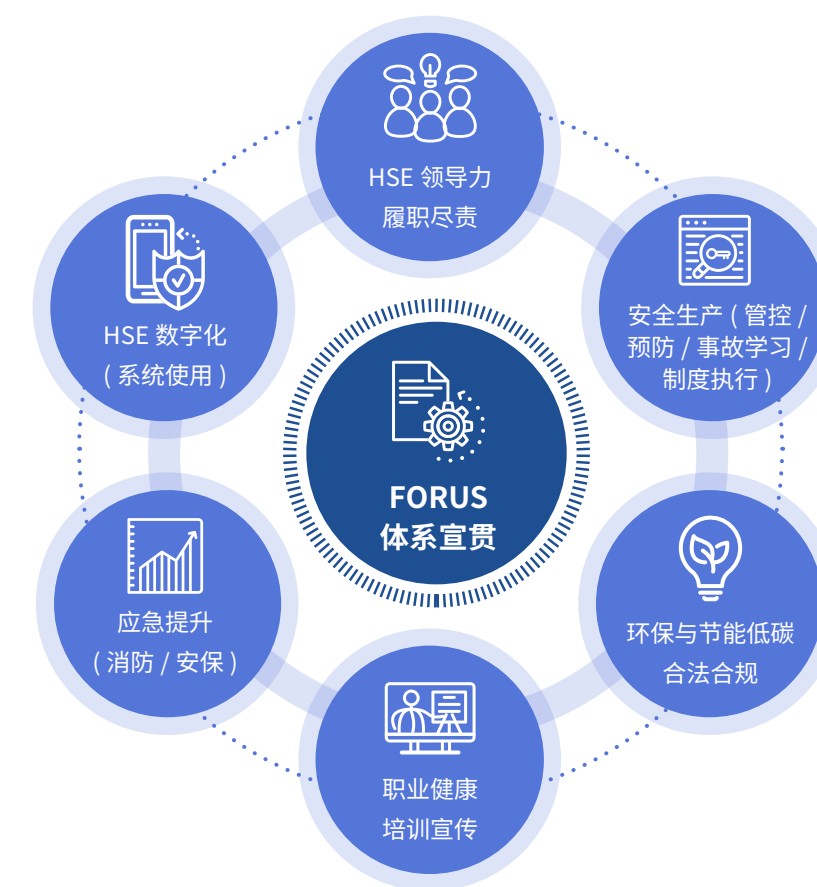 HSE 领导力
履职尽责
HSE 数字化
( 系统使用 )
安全生产 ( 管控 /
预防 / 事故学习 /
制度执行 )
FORUS
体系宣贯
应急提升
( 消防 / 安保 )
环保与节能低碳
合法合规
职业健康
培训宣传